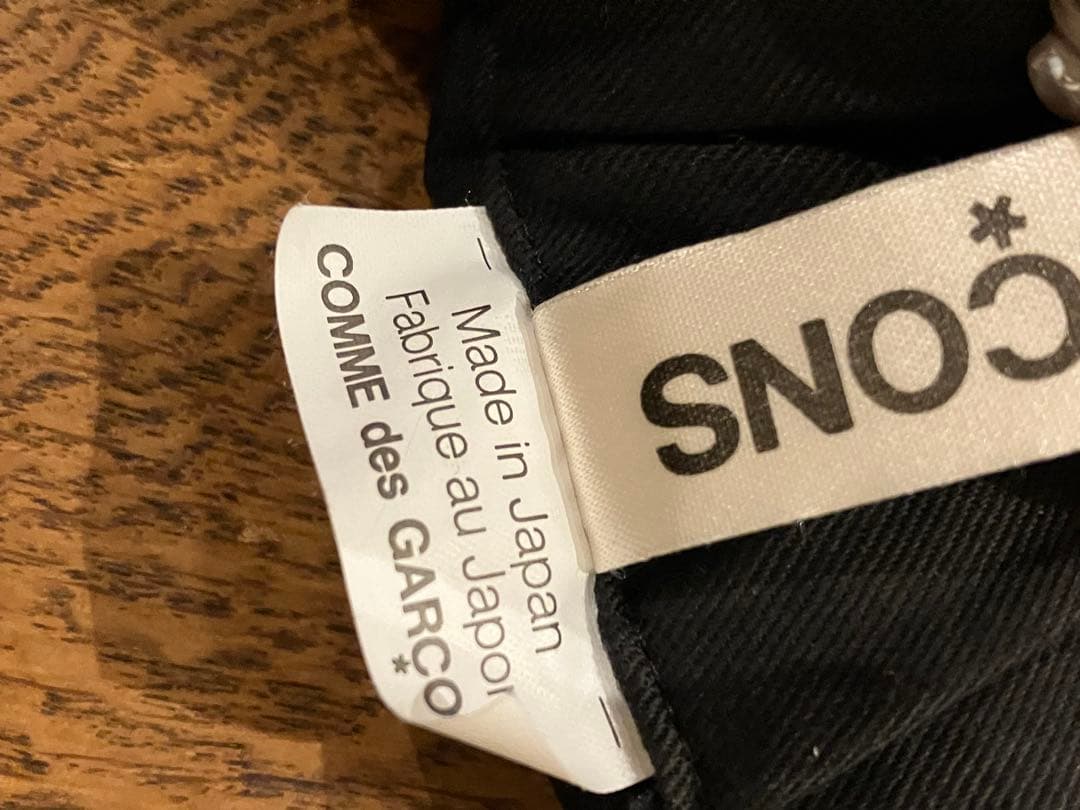 Made in Japan
Fabrique au Japon
COMME des GARÇO
ÇONS